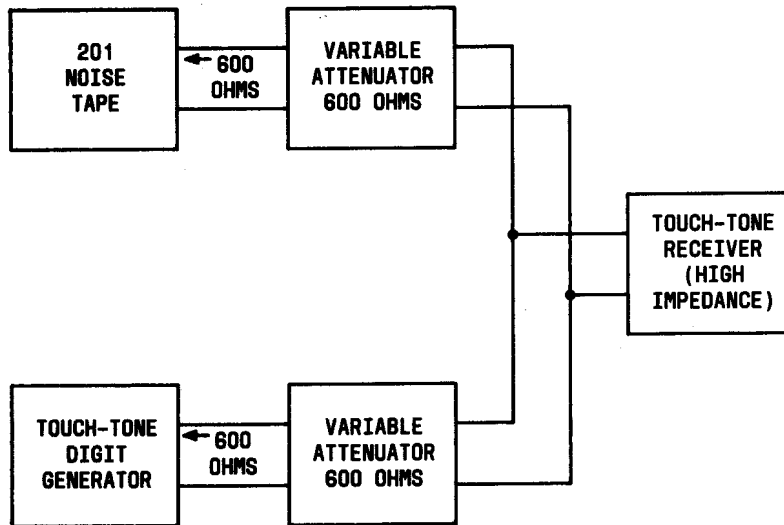 201
NOISE
TAPE
600
OHMS
VARIABLE
ATTENUATOR
600 OHMS
TOUCH-TONE
RECEIVER
(HIGH
IMPEDANCE)
TOUCH-TONE
DIGIT
GENERATOR
600
OHMS
VARIABLE
ATTENUATOR
600 OHMS